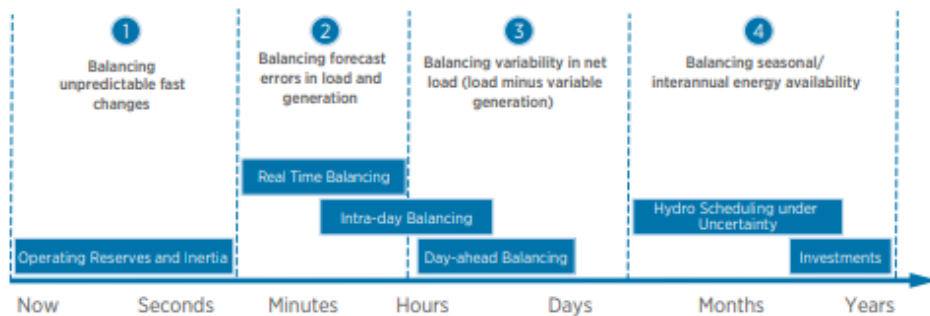 1
Balancing
unpredictable fast
changes
2
Balancing forecast
errors in load and
generation
3
Balancing variability in net
load (load minus variable
generation)
4
Balancing seasonal/
interannual energy availability
Real Time Balancing
Intra-day Balancing
Hydro Scheduling under
Uncertainty
Operating Reserves and Inertia
Day-ahead Balancing
Investments
Now Seconds Minutes Hours Days Months Years